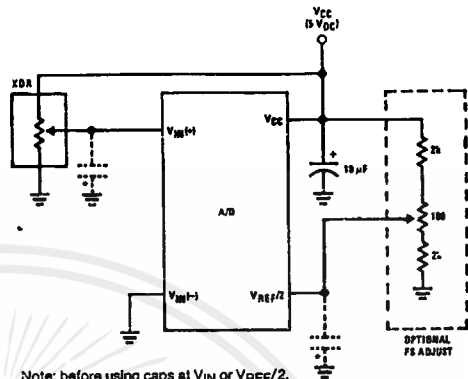 VCC
(5 VDC)
XDR
VIN(+)
VCC
2k
+
10 µF
A/D
100
2k
VIN(−)
VREF/2
*
*
OPTIONAL
FS ADJUST
Note: before using caps at VIN or VREF/2,